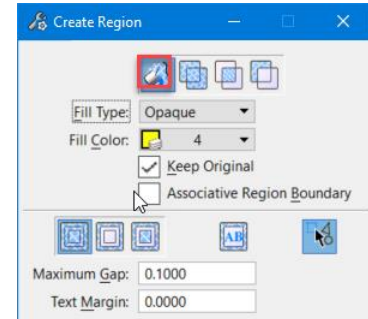 Create Region
Fill Type: Opaque
Fill Color: 4
Keep Original
Associative Region Boundary
AB
Maximum Gap: 0.1000
Text Margin: 0.0000